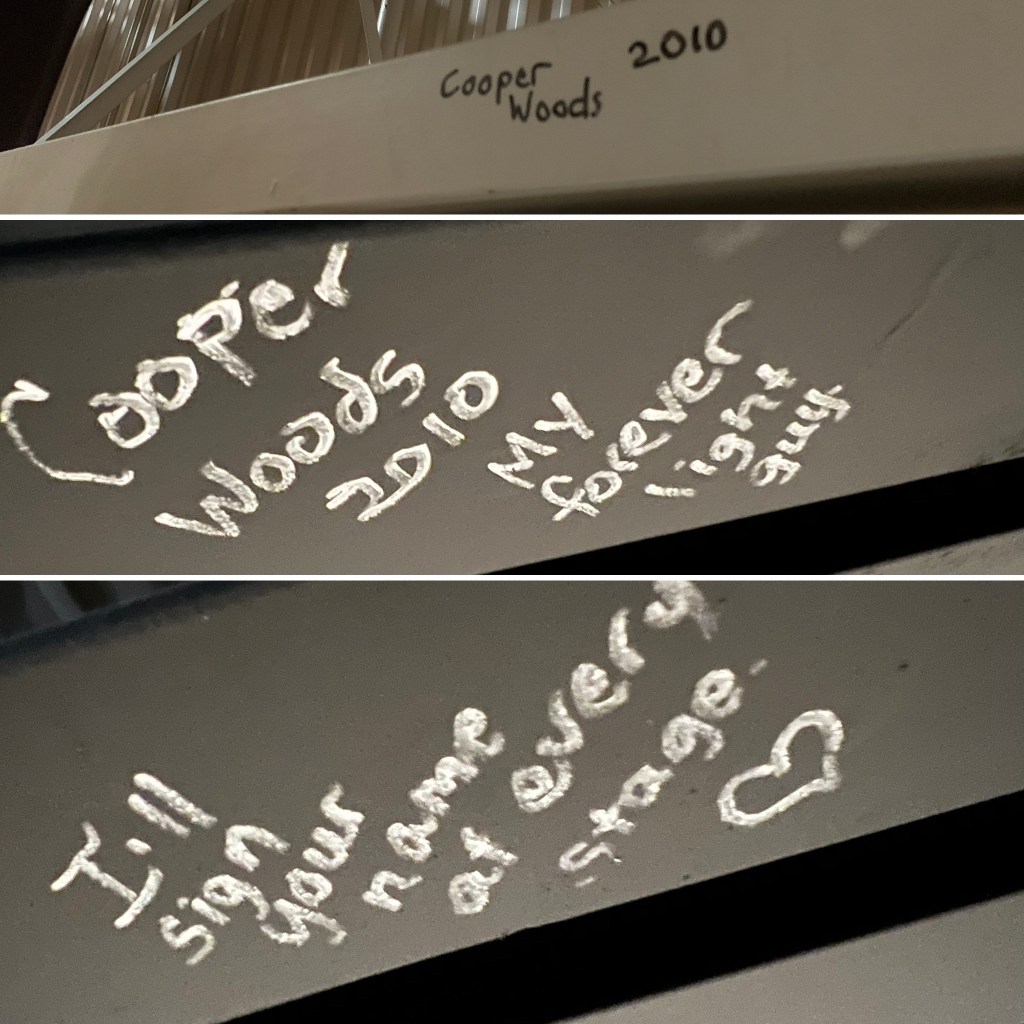 Cooper 2010
Woods
Cooper
Woods
2010
My
forever
light
guy
I'll
sign
your
name
at
every
stage.